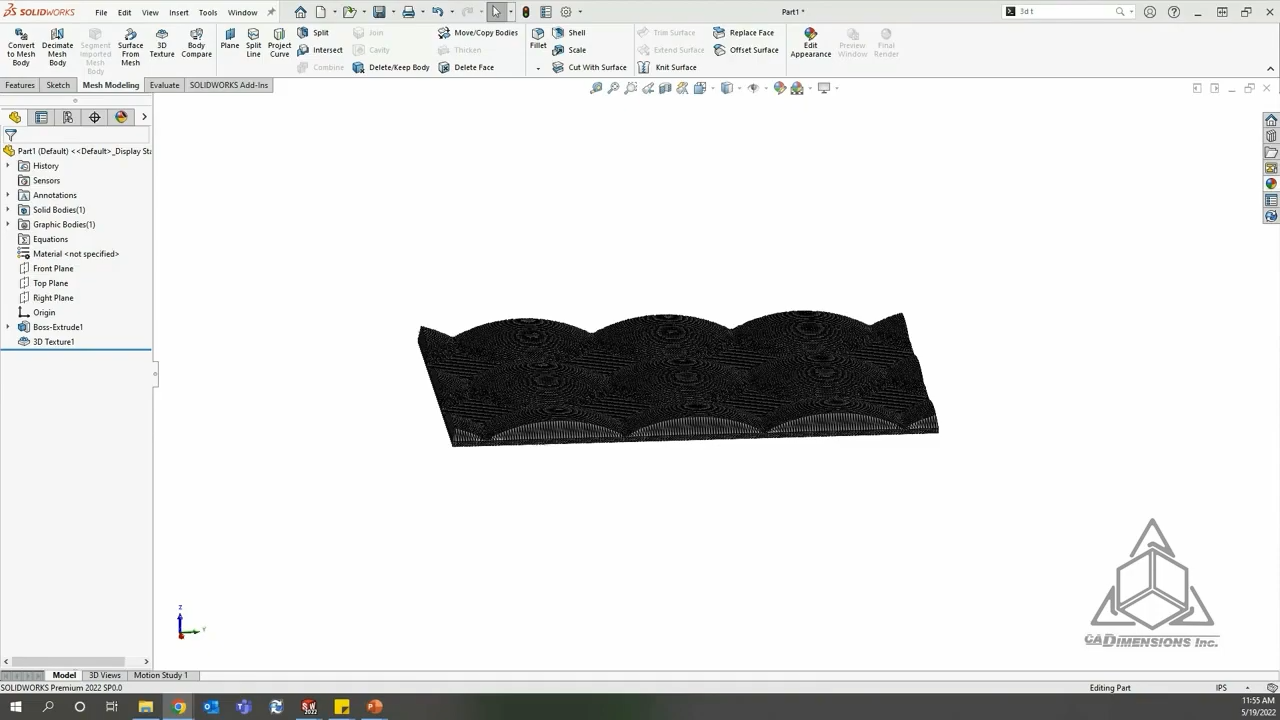 SOLIDWORKS File Edit View Insert Tools Window Part1 * 3d t
Convert to Mesh Body
Decimate Mesh Body
Segment Imported Mesh Body
Surface From Mesh
3D Texture
Body Compare
Plane
Split Line
Project Curve
Split
Intersect
Combine
Join
Cavity
Delete/Keep Body
Move/Copy Bodies
Thicken
Delete Face
Fillet
Shell
Scale
Cut With Surface
Trim Surface
Extend Surface
Knit Surface
Replace Face
Offset Surface
Edit Appearance
Preview Window
Final Render
Features Sketch Mesh Modeling Evaluate SOLIDWORKS Add-Ins
Part1 (Default) <<Default>_Display Sta
History
Sensors
Annotations
Solid Bodies(1)
Graphic Bodies(1)
Equations
Material <not specified>
Front Plane
Top Plane
Right Plane
Origin
Boss-Extrude1
3D Texture1
Z
Y
CADIMENSIONS Inc.
Model 3D Views Motion Study 1
SOLIDWORKS Premium 2022 SP0.0 Editing Part IPS
11:55 AM
5/19/2022